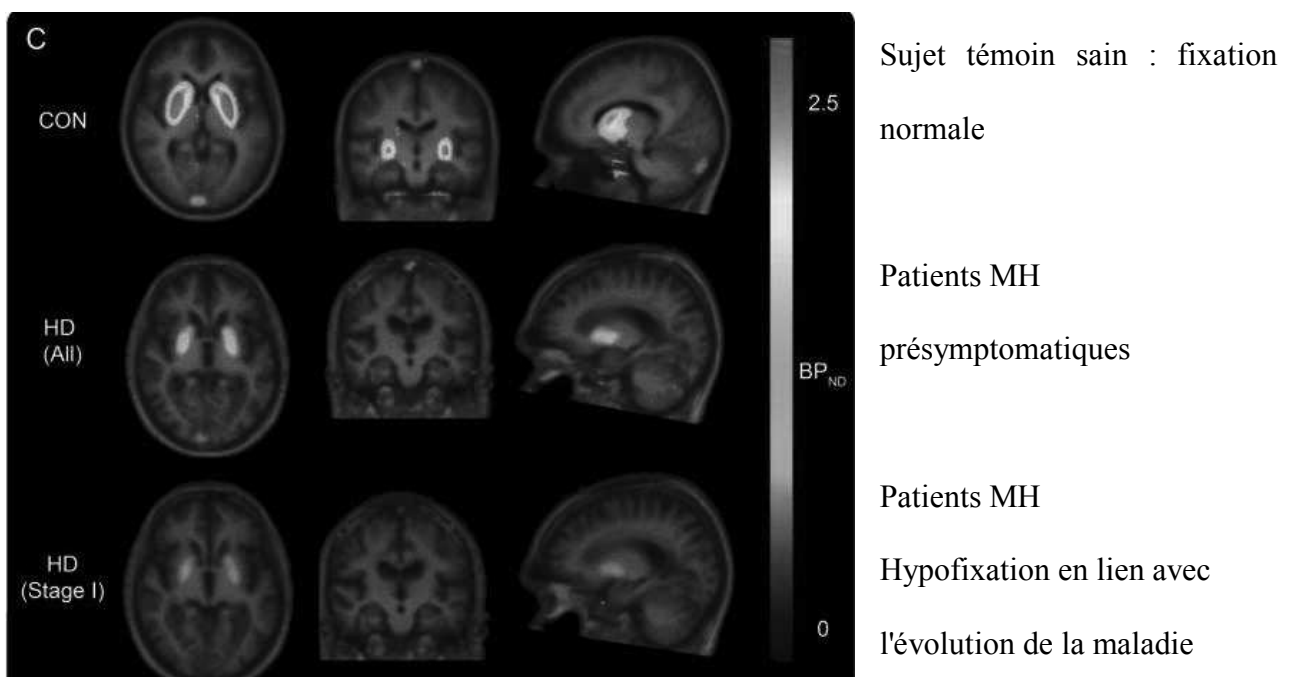 C
CON
2.5
Sujet témoin sain : fixation
normale
HD
(All)
BPND
Patients MH
présymptomatiques
HD
(Stage I)
0
Patients MH
Hypofixation en lien avec
l'évolution de la maladie